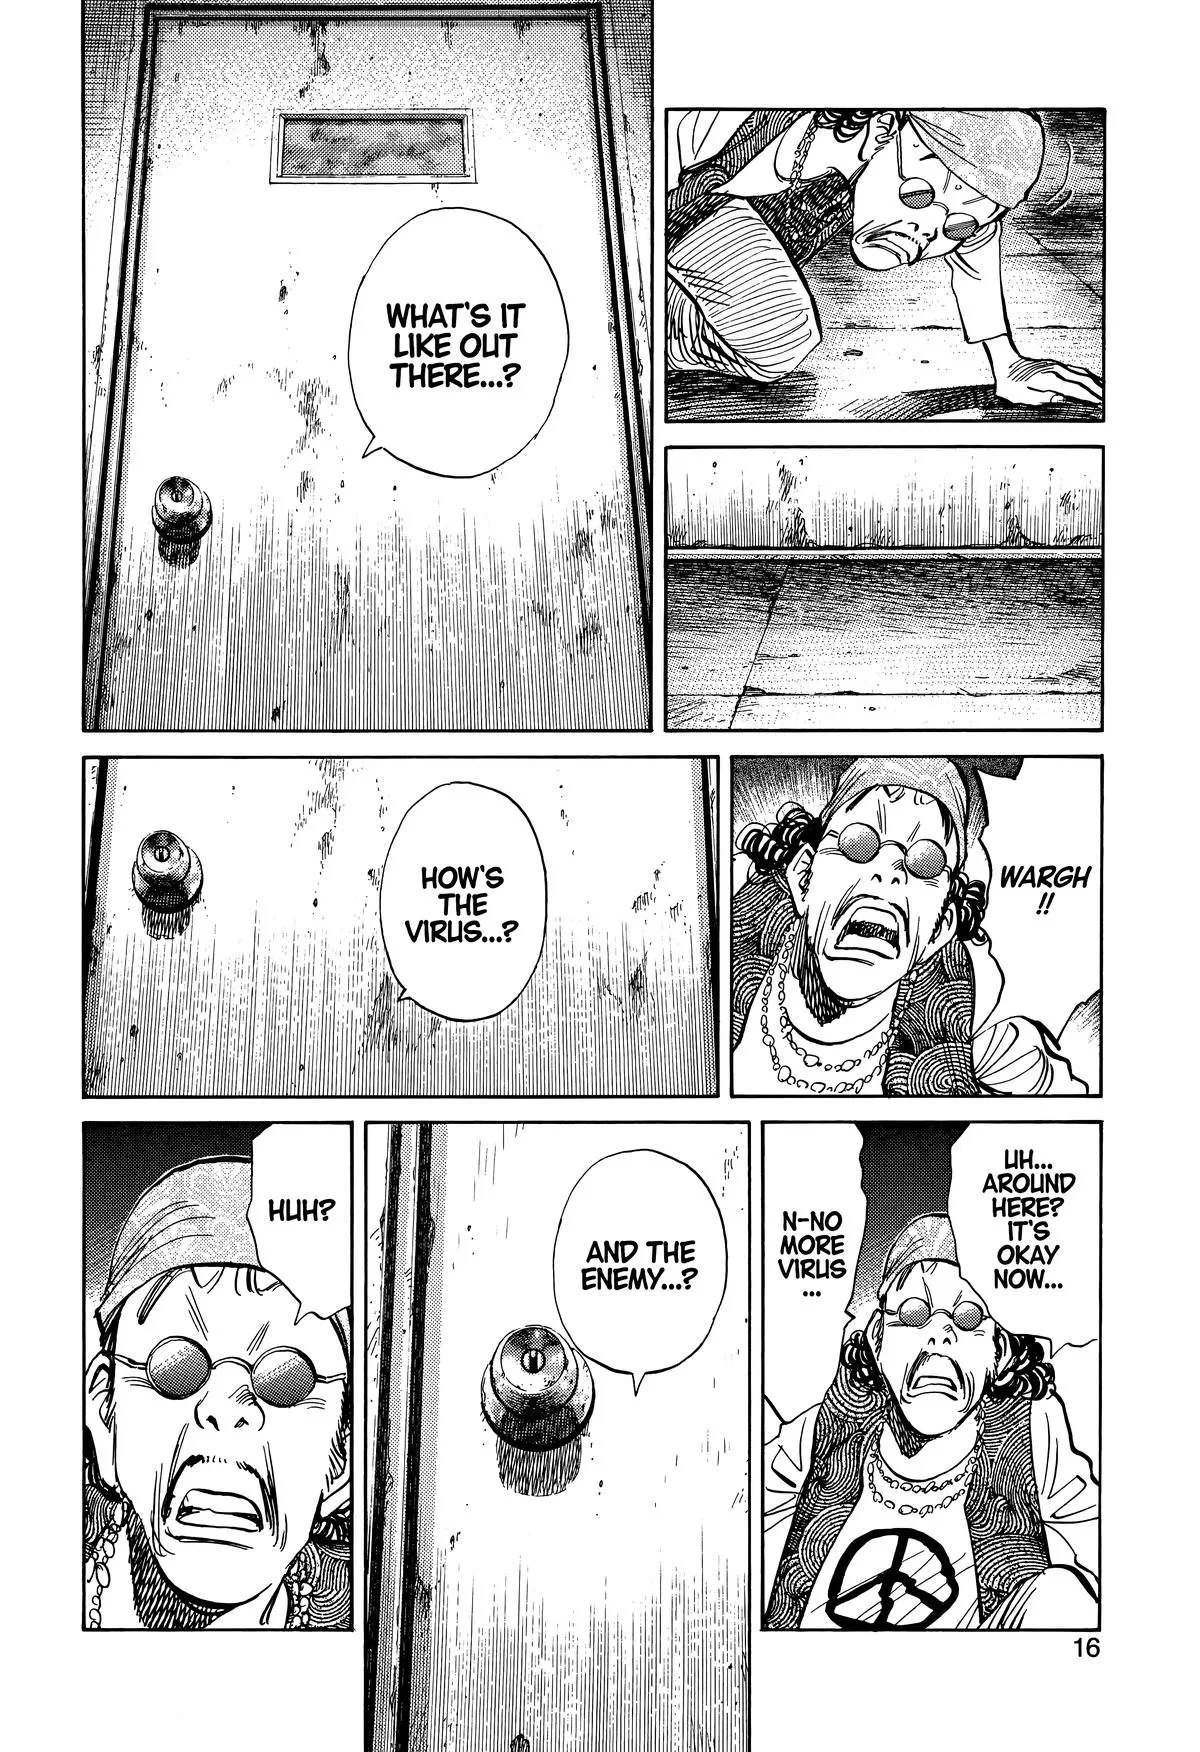 WHAT'S IT
LIKE OUT
THERE...?
WARGH
!!
HOW'S
THE
VIRUS...?
UH...
AROUND
HERE?
IT'S
OKAY
NOW...
N-NO
MORE
VIRUS
...
AND THE
ENEMY...?
HUH?
16